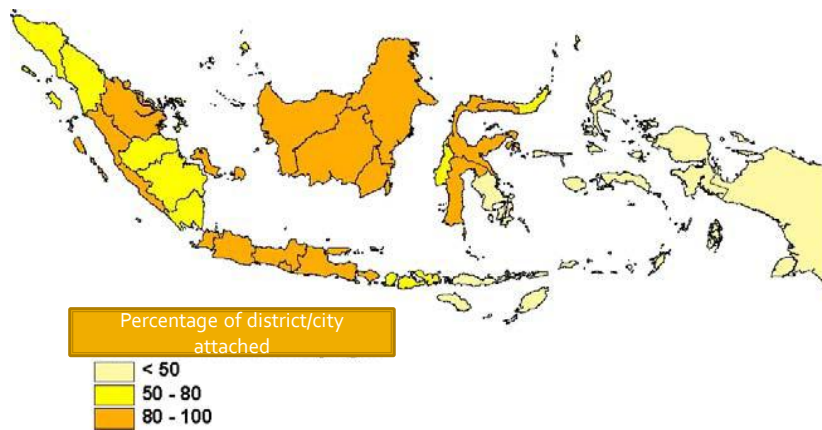 Percentage of district/city
attached
< 50
50 - 80
80 - 100